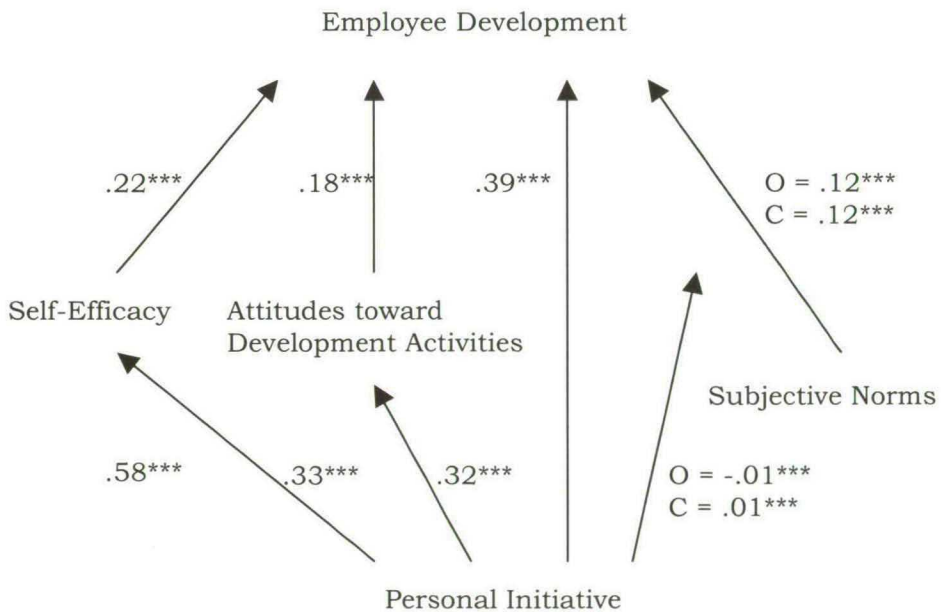 Employee Development
.22***
.18***
.39***
O = .12***
C = .12***
Self-Efficacy
Attitudes toward
Development Activities
Subjective Norms
.58***
.33***
.32***
O = -.01***
C = .01***
Personal Initiative